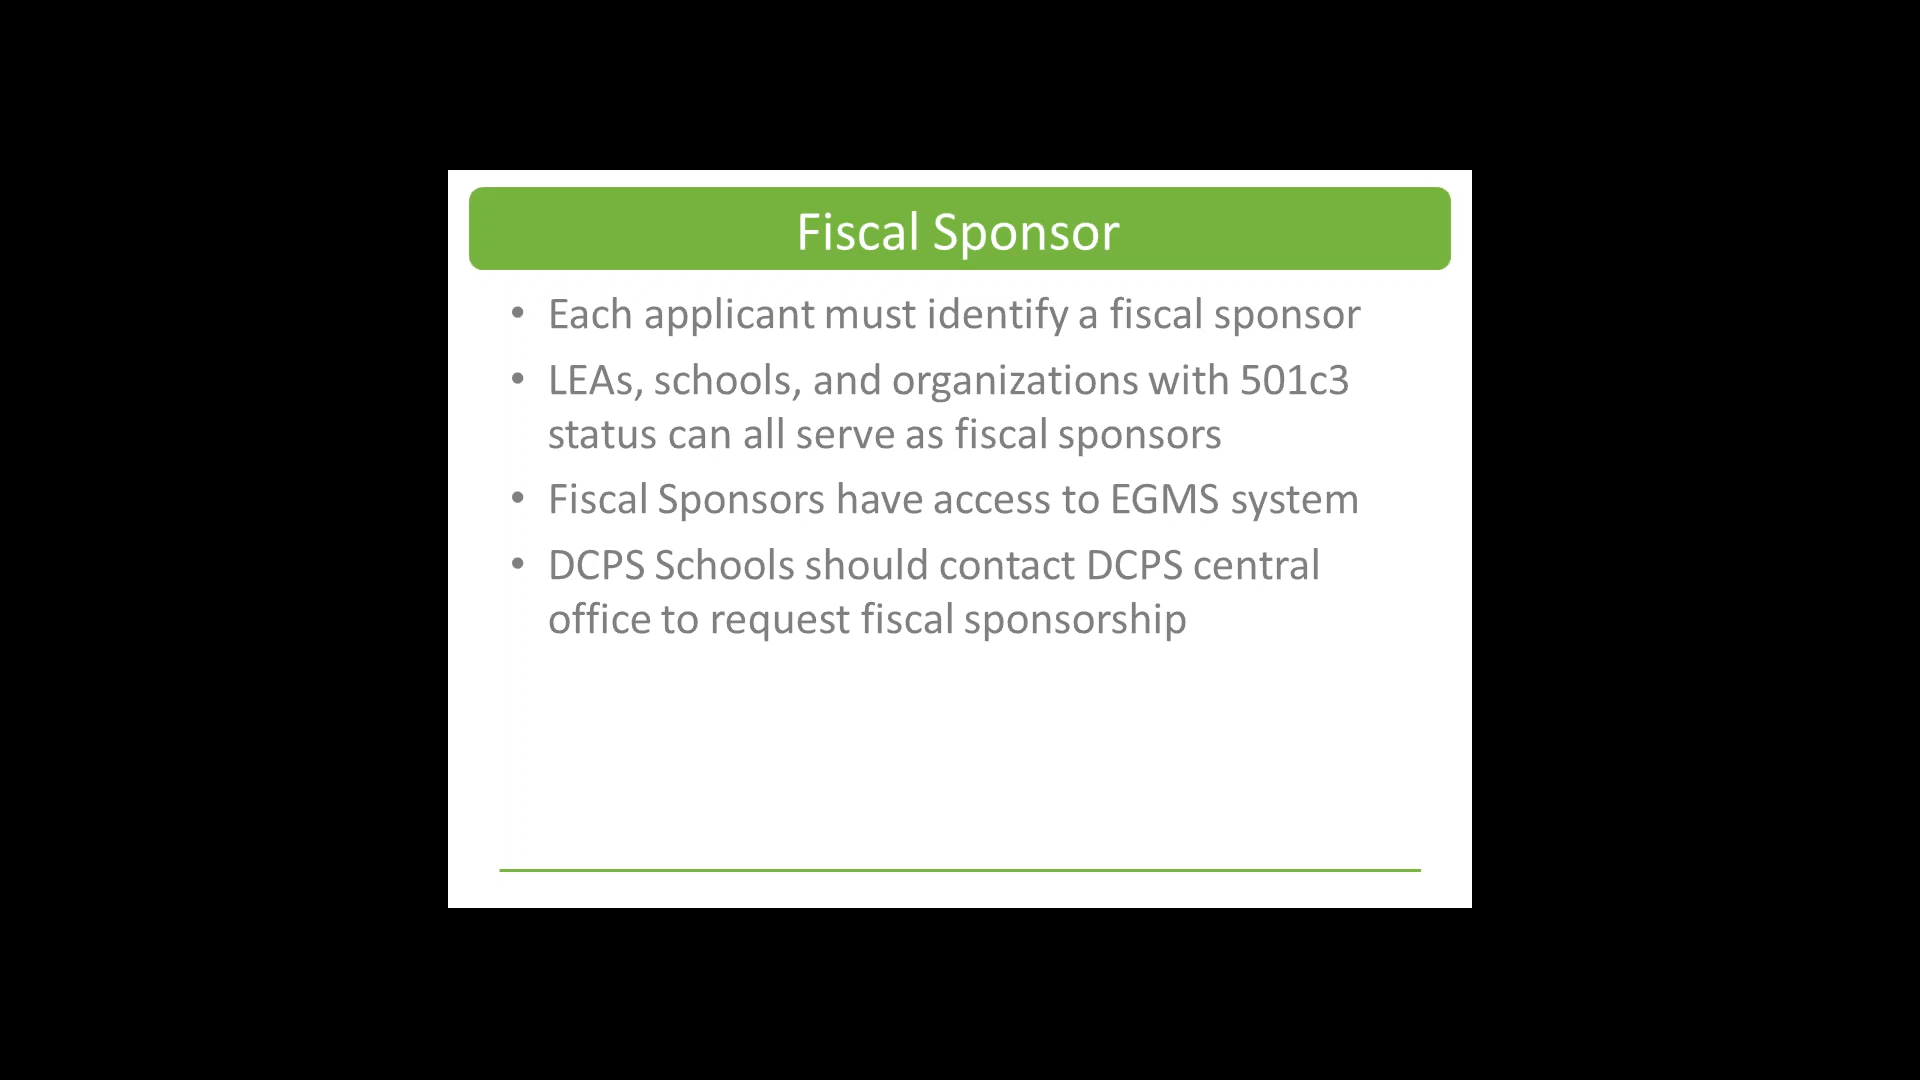 Fiscal Sponsor
• Each applicant must identify a fiscal sponsor
• LEAs, schools, and organizations with 501c3
status can all serve as fiscal sponsors
• Fiscal Sponsors have access to EGMS system
• DCPS Schools should contact DCPS central
office to request fiscal sponsorship